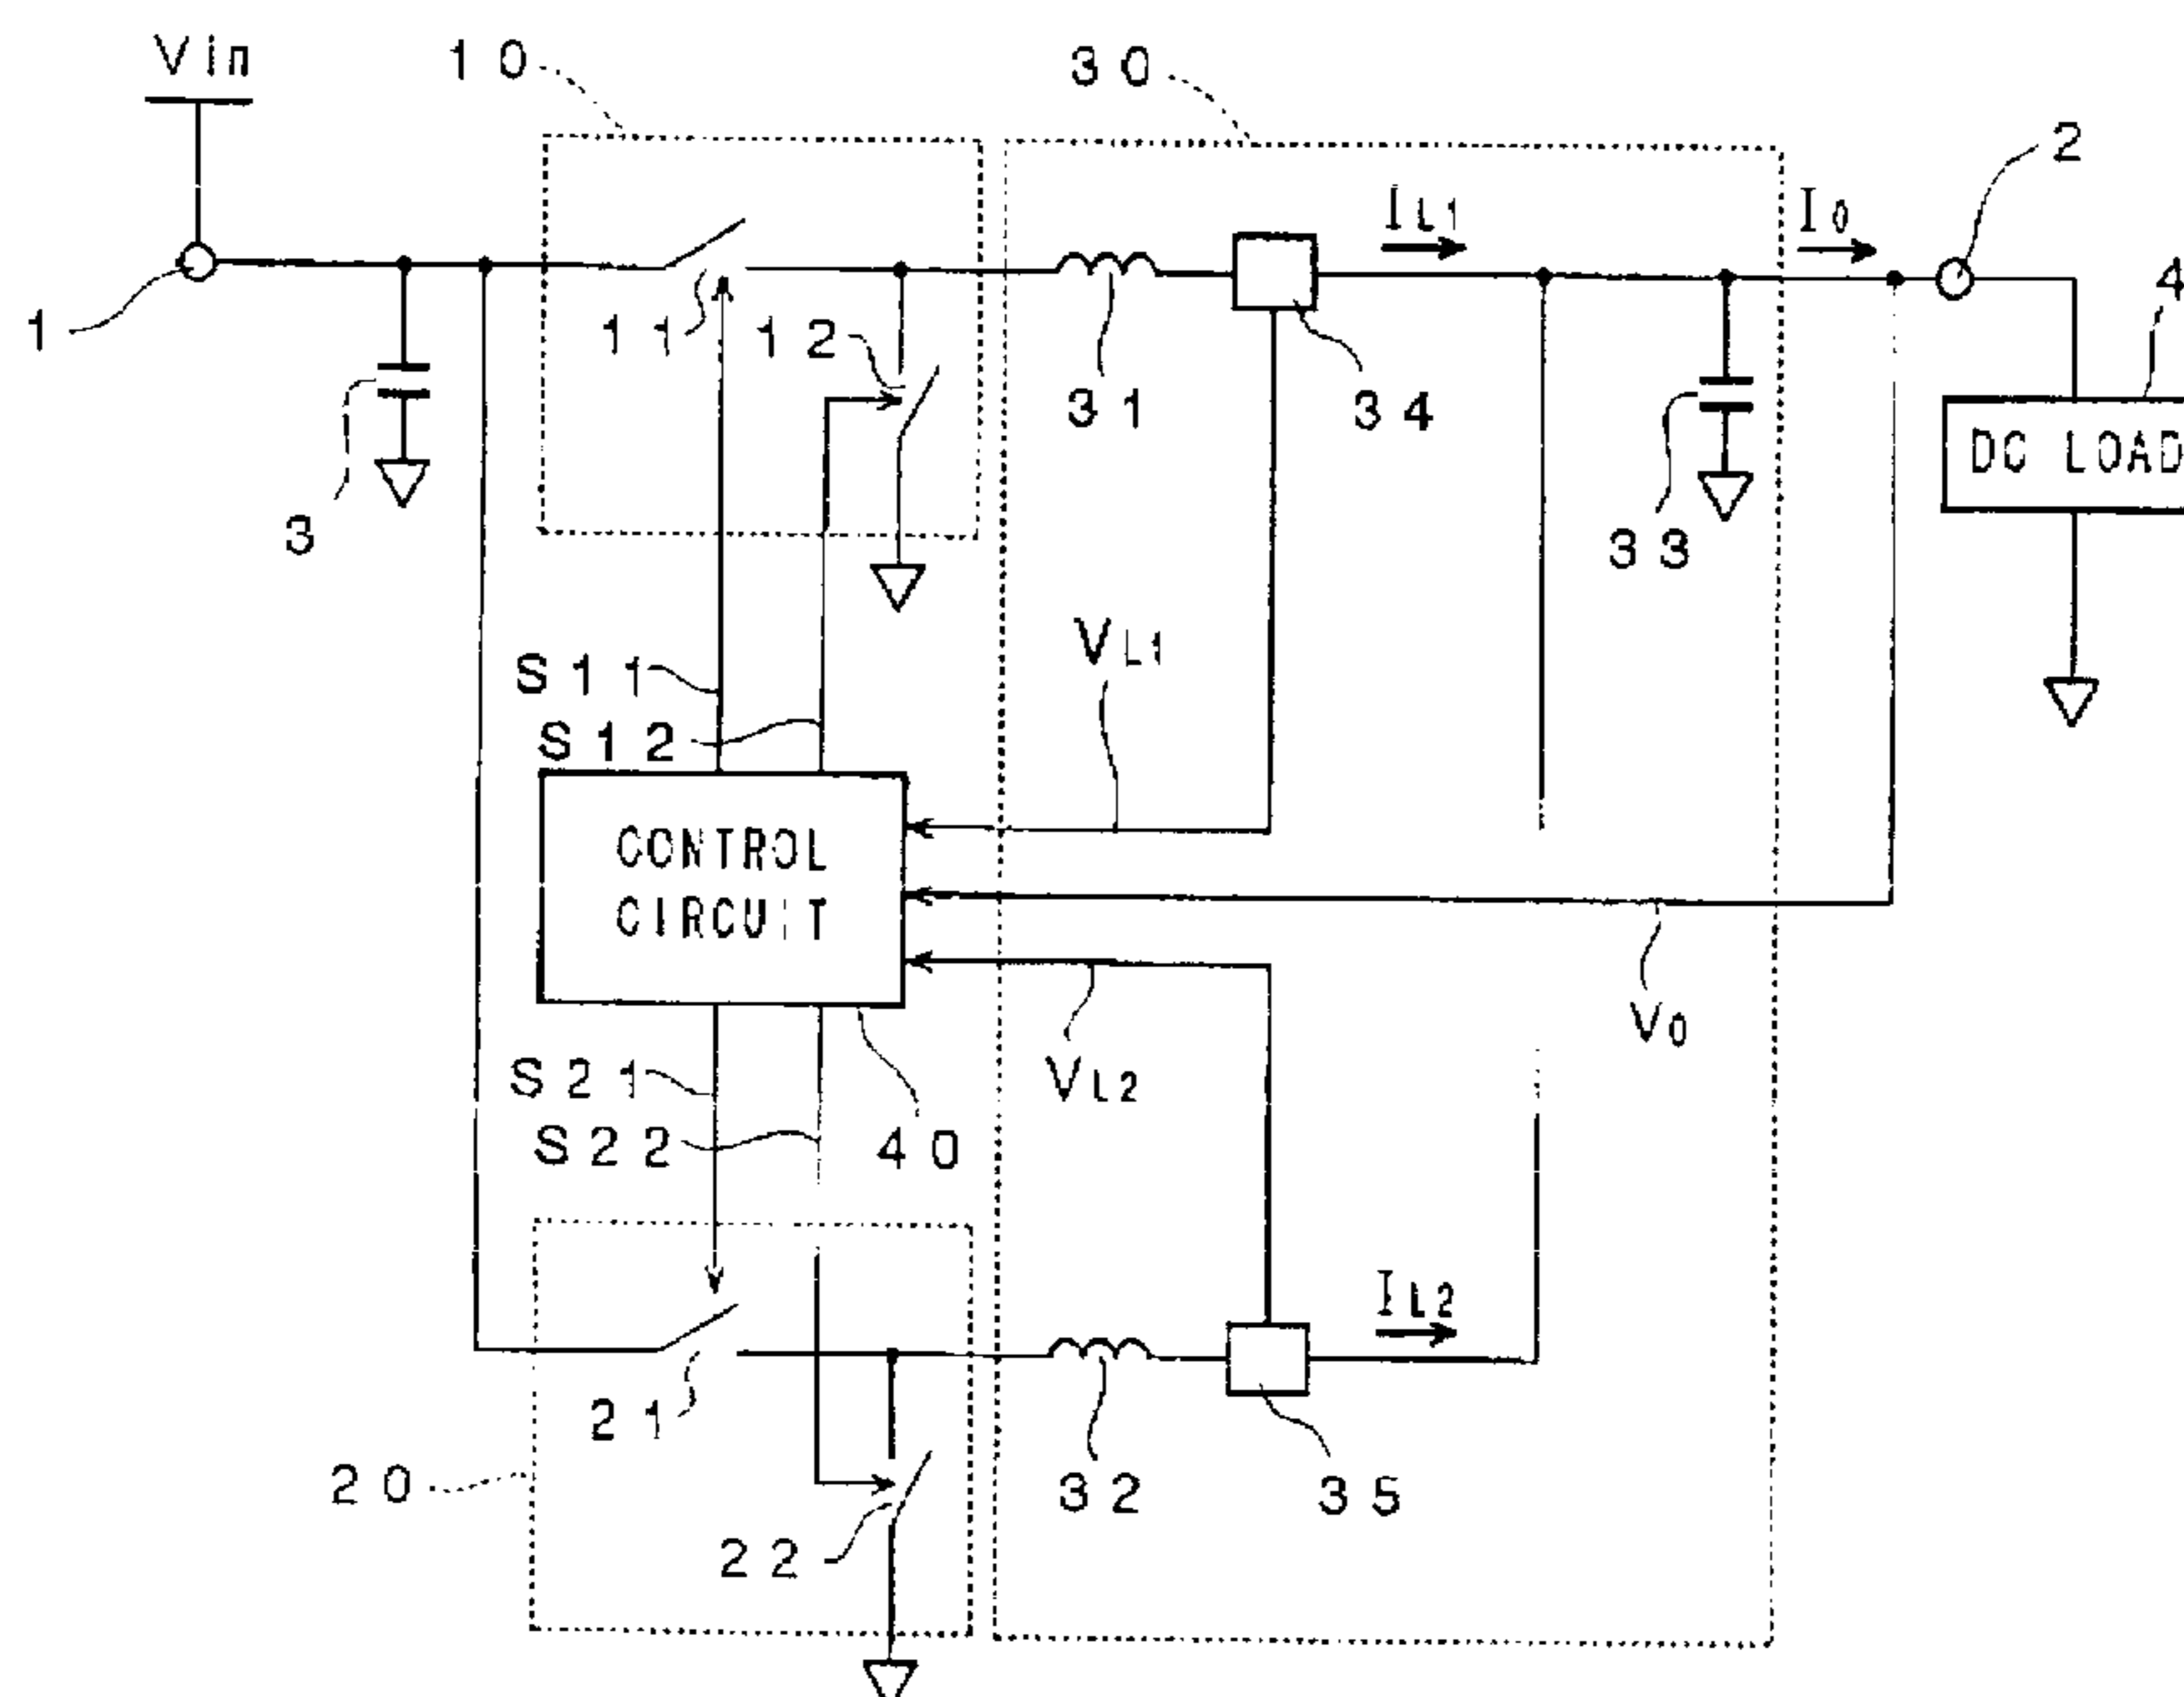 Vin
10
30
2
IL1
I0
1
11
12
31
34
4
3
33
DC LOAD
VL1
S11
S12
CONTROL
CIRCUIT
V0
VL2
S21
S22
40
IL2
21
20
32
35
22